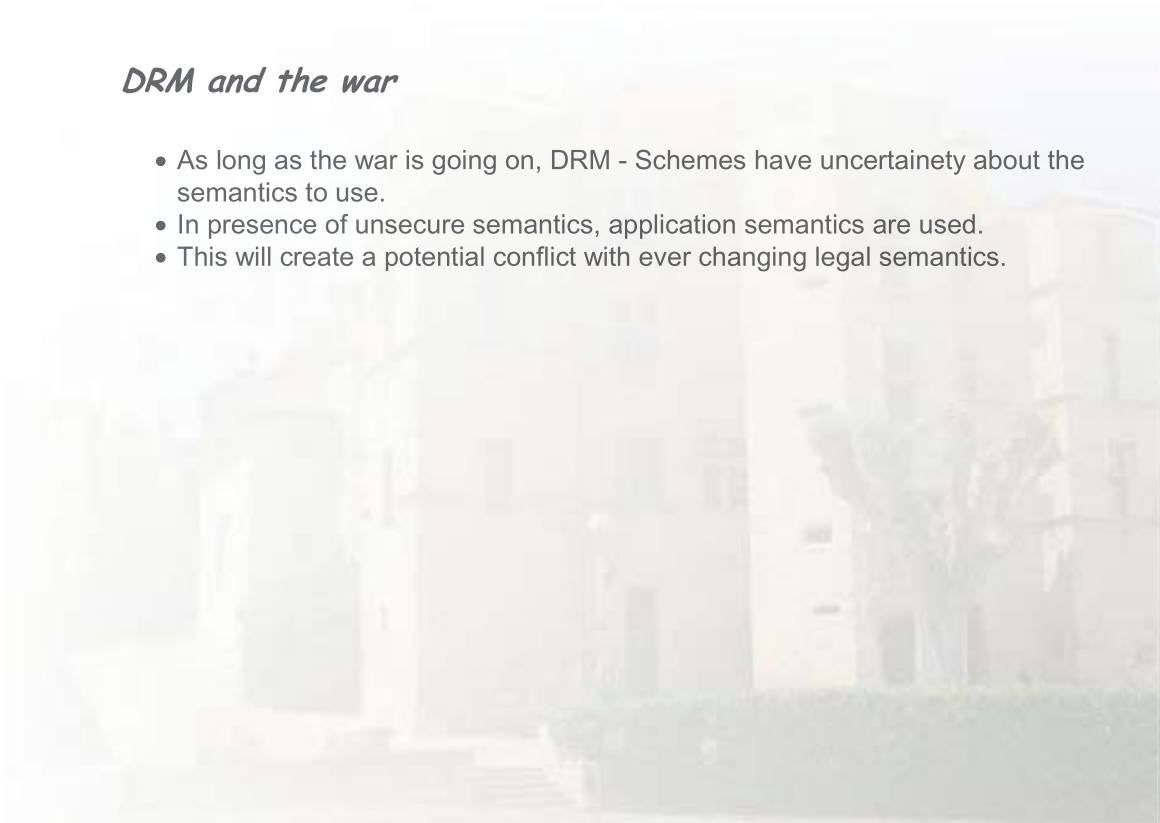 DRM and the war
• As long as the war is going on, DRM - Schemes have uncertainety about the
semantics to use.
• In presence of unsecure semantics, application semantics are used.
• This will create a potential conflict with ever changing legal semantics.